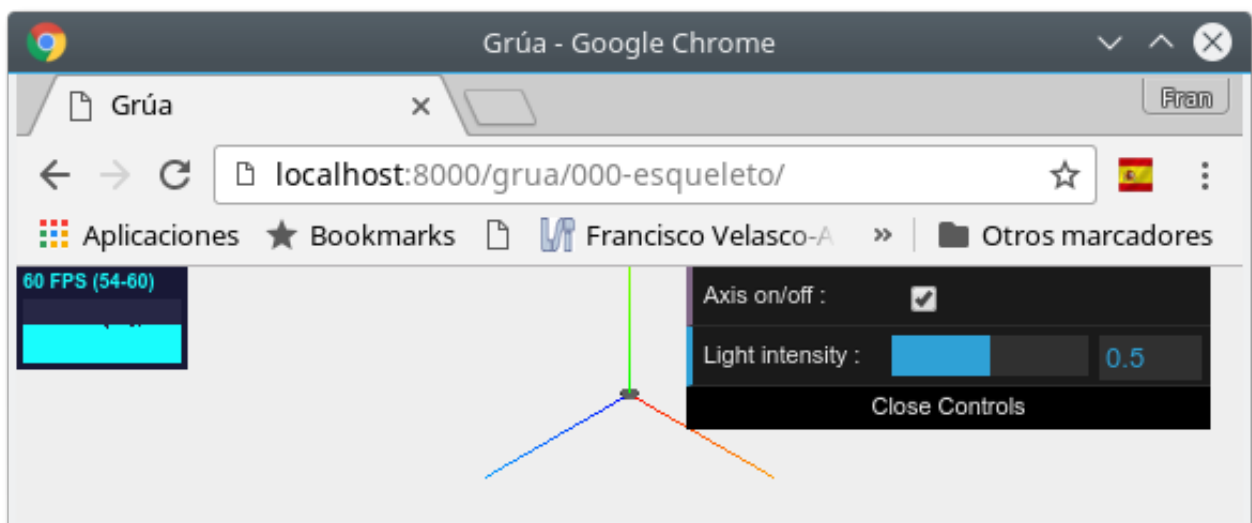 Grúa - Google Chrome
Grúa
Fran
localhost:8000/grua/000-esqueleto/
Aplicaciones Bookmarks Francisco Velasco-A » Otros marcadores
60 FPS (54-60)
Axis on/off :
Light intensity : 0.5
Close Controls